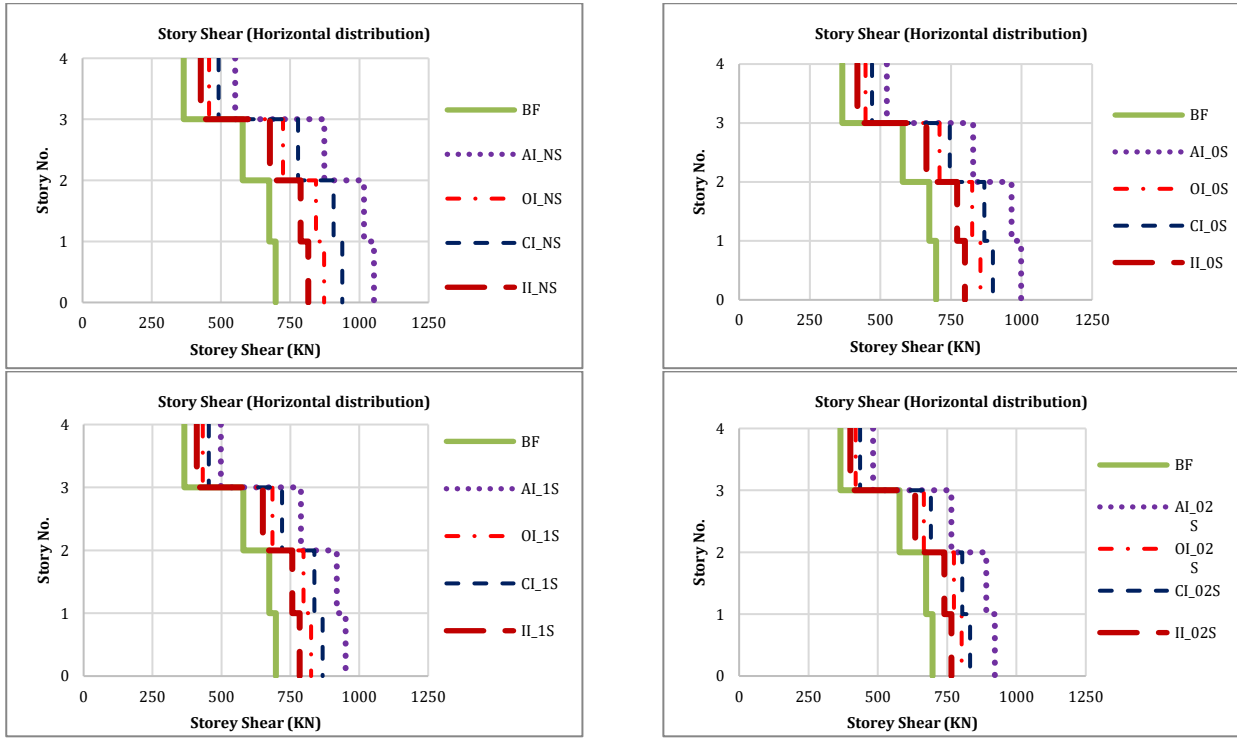 Story Shear (Horizontal distribution)
4
3
2
1
0
Story No.
0 250 500 750 1000 1250
Storey Shear (KN)
BF
AI_NS
OI_NS
CI_NS
II_NS
Story Shear (Horizontal distribution)
4
3
2
1
0
Story No.
0 250 500 750 1000 1250
Storey Shear (KN)
BF
AI_0S
OI_0S
CI_0S
II_0S
Story Shear (Horizontal distribution)
4
3
2
1
0
Story No.
0 250 500 750 1000 1250
Storey Shear (KN)
BF
AI_1S
OI_1S
CI_1S
II_1S
Story Shear (Horizontal distribution)
4
3
2
1
0
Story No.
0 250 500 750 1000 1250
Storey Shear (KN)
BF
AI_02
S
OI_02
S
CI_02S
II_02S